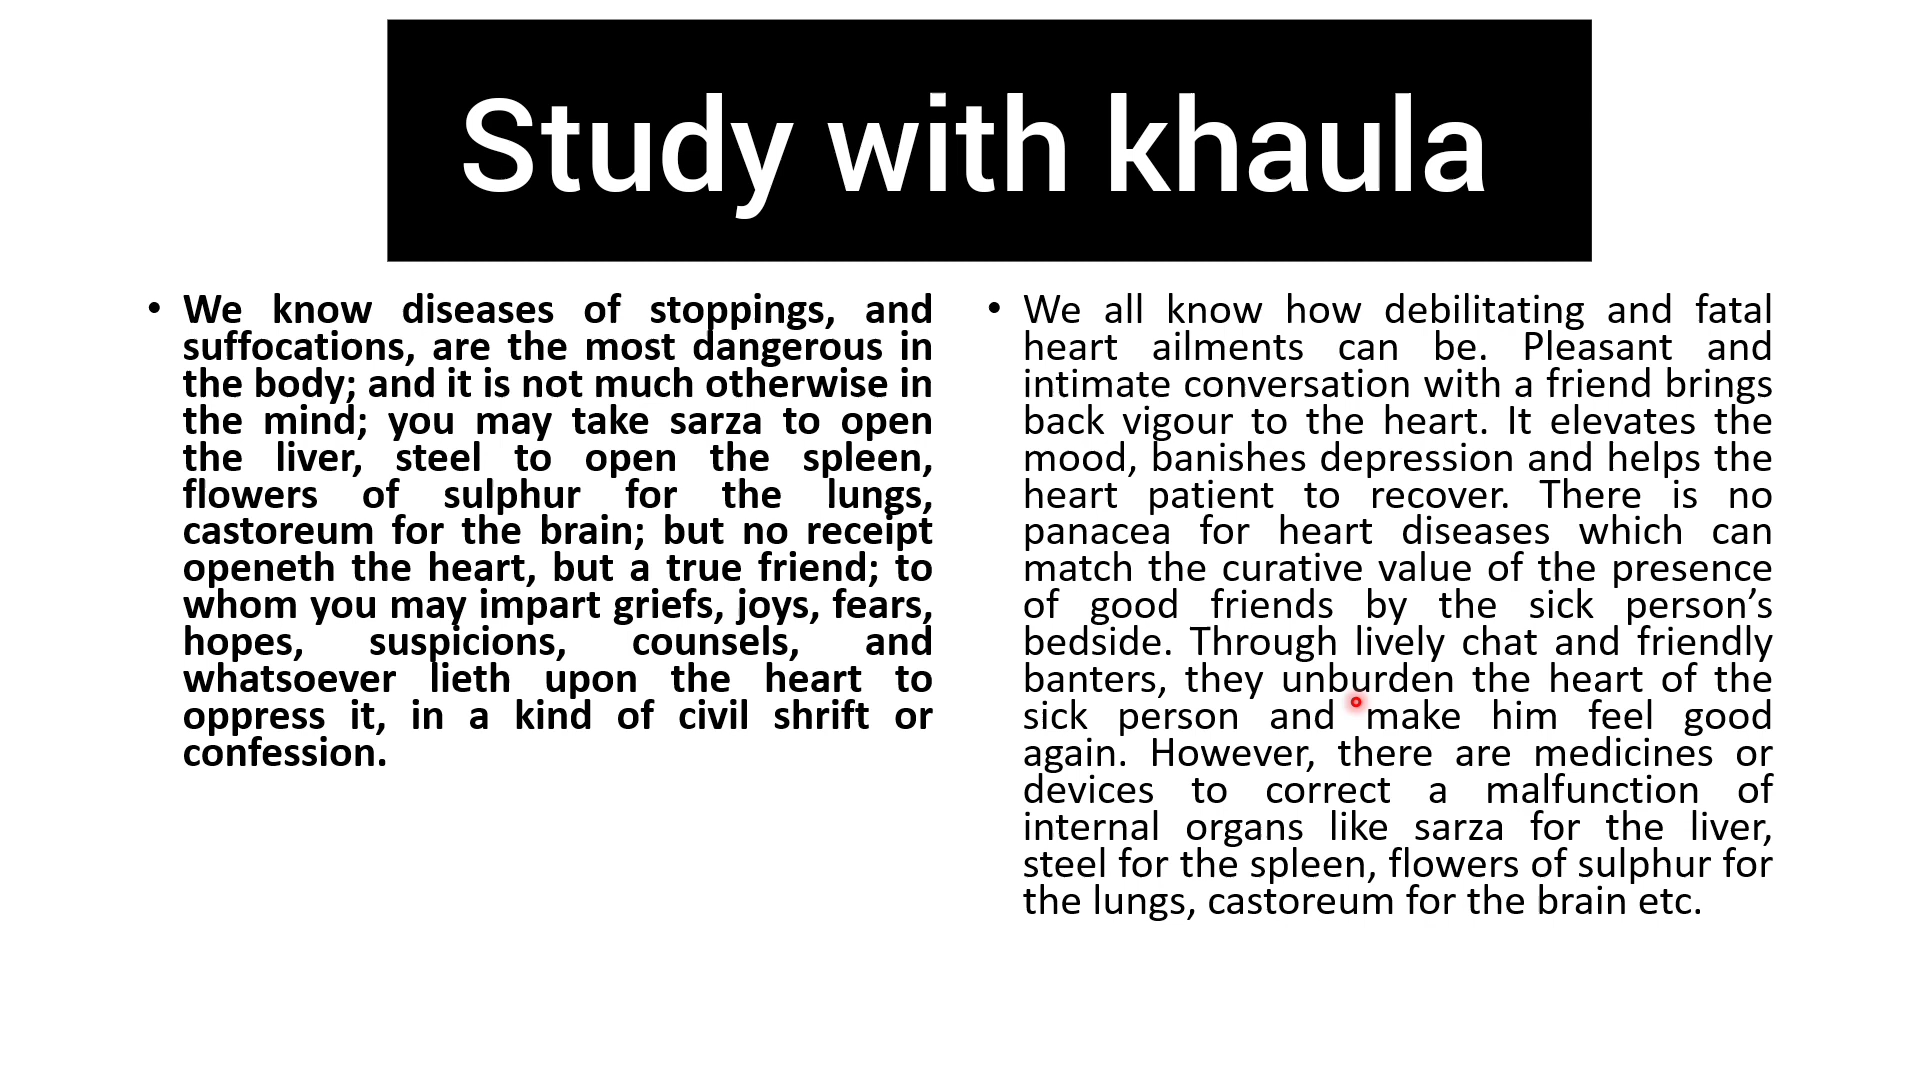 Study with khaula
• We know diseases of stoppings, and
suffocations, are the most dangerous in
the body; and it is not much otherwise in
the mind; you may take sarza to open
the liver, steel to open the spleen,
flowers of sulphur for the lungs,
castoreum for the brain; but no receipt
openeth the heart, but a true friend; to
whom you may impart griefs, joys, fears,
hopes, suspicions, counsels, and
whatsoever lieth upon the heart to
oppress it, in a kind of civil shrift or
confession.
• We all know how debilitating and fatal
heart ailments can be. Pleasant and
intimate conversation with a friend brings
back vigour to the heart. It elevates the
mood, banishes depression and helps the
heart patient to recover. There is no
panacea for heart diseases which can
match the curative value of the presence
of good friends by the sick person’s
bedside. Through lively chat and friendly
banters, they unburden the heart of the
sick person and make him feel good
again. However, there are medicines or
devices to correct a malfunction of
internal organs like sarza for the liver,
steel for the spleen, flowers of sulphur for
the lungs, castoreum for the brain etc.